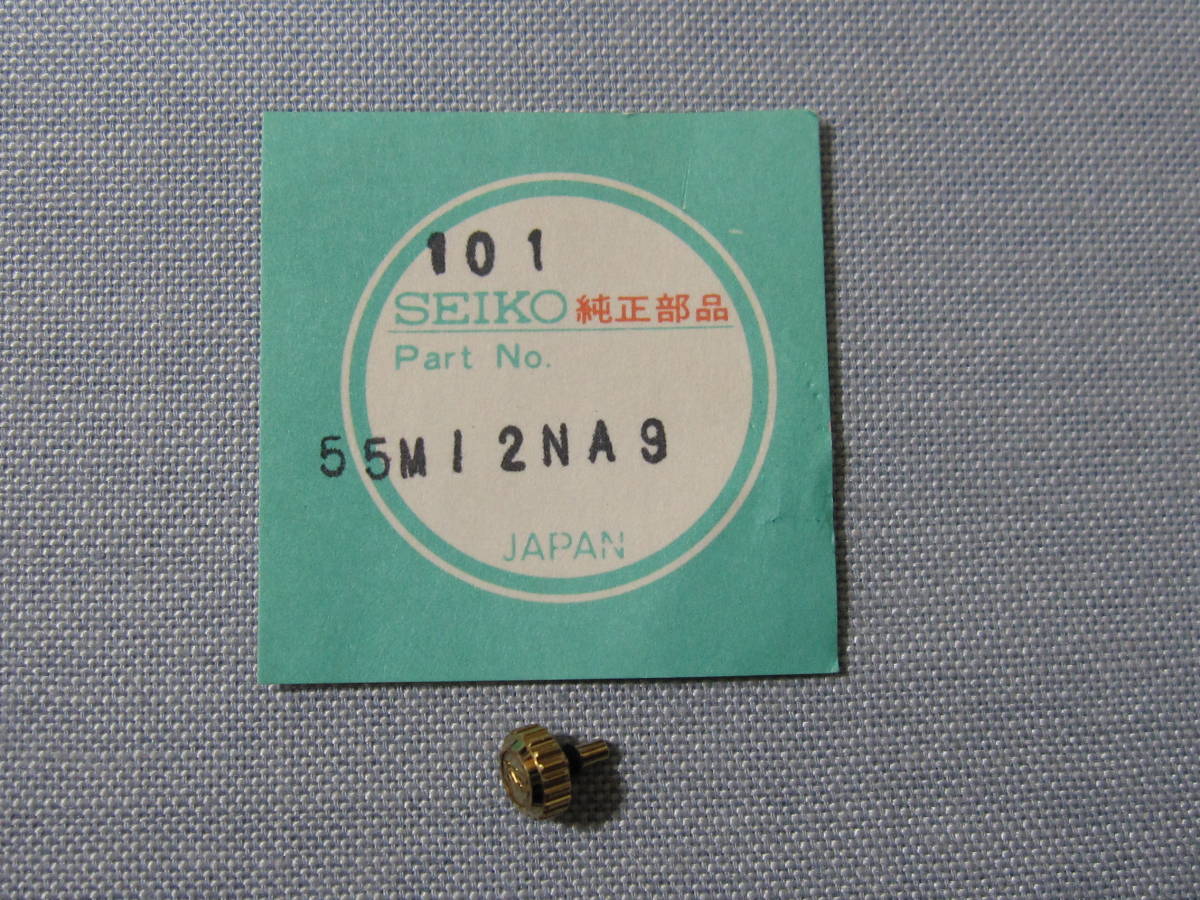 101
SEIKO 純正部品
Part No.
55M12NA9
JAPAN